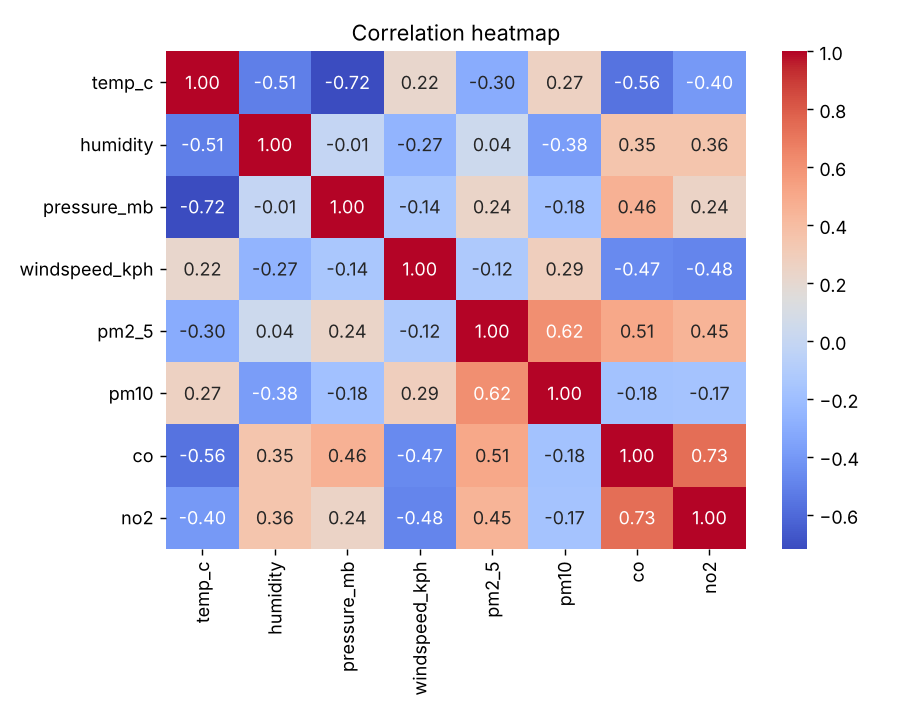 Correlation heatmap
temp_c 1.00 -0.51 -0.72 0.22 -0.30 0.27 -0.56 -0.40
humidity -0.51 1.00 -0.01 -0.27 0.04 -0.38 0.35 0.36
pressure_mb -0.72 -0.01 1.00 -0.14 0.24 -0.18 0.46 0.24
windspeed_kph 0.22 -0.27 -0.14 1.00 -0.12 0.29 -0.47 -0.48
pm2_5 -0.30 0.04 0.24 -0.12 1.00 0.62 0.51 0.45
pm10 0.27 -0.38 -0.18 0.29 0.62 1.00 -0.18 -0.17
co -0.56 0.35 0.46 -0.47 0.51 -0.18 1.00 0.73
no2 -0.40 0.36 0.24 -0.48 0.45 -0.17 0.73 1.00
temp_c
humidity
pressure_mb
windspeed_kph
pm2_5
pm10
co
no2
1.0
0.8
0.6
0.4
0.2
0.0
−0.2
−0.4
−0.6